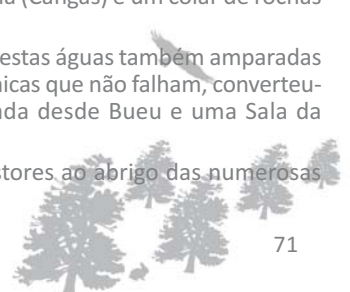 (Cangas) e um colar de rochas
estas águas também amparadas
nicas que não falham, converteu-
da desde Bueu e uma Sala da
stores ao abrigo das numerosas
71